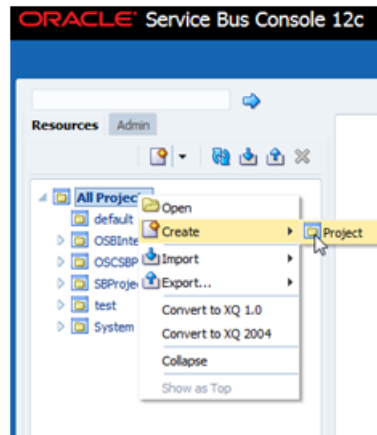 ORACLE® Service Bus Console 12c
Resources Admin
All Projec
default
OSBInte
OSCSBP
SBProje
test
System
Open
Create
Project
Import
Export...
Convert to XQ 1.0
Convert to XQ 2004
Collapse
Show as Top